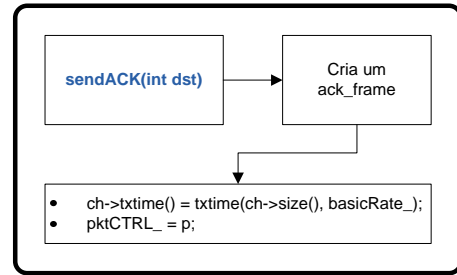 sendACK(int dst)
Cria um
ack_frame
• ch->txtime() = txtime(ch->size(), basicRate_);
• pktCTRL_ = p;